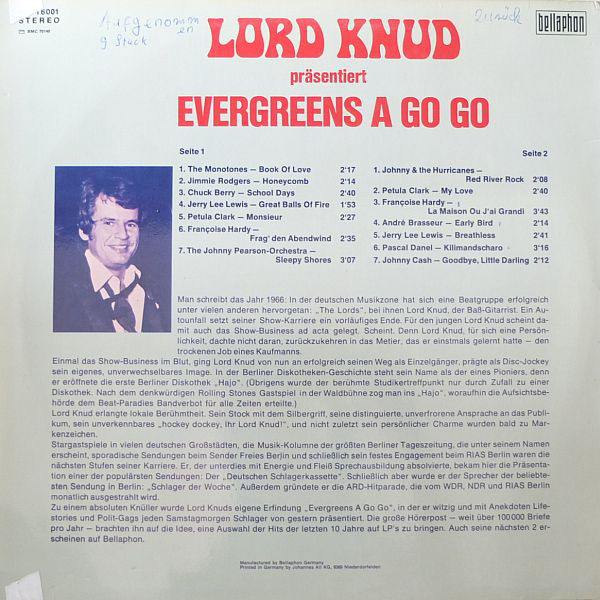 6001
STEREO
RMC 70140
Aufgenomm
en
9 Stück
zurück
bellaphon
LORD KNUD
präsentiert
EVERGREENS A GO GO
Seite 1
1. The Monotones – Book Of Love 2'17
2. Jimmie Rodgers – Honeycomb 2'14
3. Chuck Berry – School Days 2'40
4. Jerry Lee Lewis – Great Balls Of Fire 1'53
5. Petula Clark – Monsieur 2'27
6. Françoise Hardy –
Frag' den Abendwind 2'35
7. The Johnny Pearson-Orchestra –
Sleepy Shores 3'07
Seite 2
1. Johnny & the Hurricanes –
Red River Rock 2'08
2. Petula Clark – My Love 2'40
3. Françoise Hardy –
La Maison Ou J'ai Grandi 3'43
4. André Brasseur – Early Bird 2'14
5. Jerry Lee Lewis – Breathless 2'41
6. Pascal Danel – Kilimandscharo 3'16
7. Johnny Cash – Goodbye, Little Darling 2'12
Man schreibt das Jahr 1966: In der deutschen Musikzone hat sich eine Beatgruppe erfolgreich
unter vielen anderen hervorgetan: „The Lords", bei ihnen Lord Knud, der Baß-Gitarrist. Ein Au-
tounfall setzt seiner Show-Karriere ein vorläufiges Ende. Für den jungen Lord Knud scheint da-
mit auch das Show-Business ad acta gelegt. Scheint. Denn Lord Knud, für sich eine Persön-
lichkeit, dachte nicht daran, zurückzukehren in das Metier, das er einstmals gelernt hatte – den
trockenen Job eines Kaufmanns.
Einmal das Show-Business im Blut, ging Lord Knud von nun an erfolgreich seinen Weg als Einzelgänger, prägte als Disc-Jockey
sein eigenes, unverwechselbares Image. In der Berliner Diskotheken-Geschichte steht sein Name als der eines Pioniers, denn
er eröffnete die erste Berliner Diskothek „Hajo". (Übrigens wurde der berühmte Studikertreffpunkt nur durch Zufall zu einer
Diskothek. Nach dem denkwürdigen Rolling Stones Gastspiel in der Waldbühne zog man ins „Hajo", woraufhin die Aufsichtsbe-
hörde dem Beat-Paradies Bandverbot für alle Zeiten erteilte.)
Lord Knud erlangte lokale Berühmtheit. Sein Stock mit dem Silbergriff, seine distinguierte, unverfrorene Ansprache an das Publi-
kum, sein unverkennbares „hockey dockey, Ihr Lord Knud!", und nicht zuletzt sein persönlicher Charme wurden bald zu Mar-
kenzeichen.
Stargastspiele in vielen deutschen Großstädten, die Musik-Kolumne der größten Berliner Tageszeitung, die unter seinem Namen
erscheint, sporadische Sendungen beim Sender Freies Berlin und schließlich sein festes Engagement beim RIAS Berlin waren die
nächsten Stufen seiner Karriere. Er, der unterdies mit Energie und Fleiß Sprechausbildung absolvierte, bekam hier die Präsenta-
tion einer der populärsten Sendungen: Der „Deutschen Schlagerkassette". Schließlich aber wurde er der Sprecher der beliebte-
sten Sendung in Berlin: „Schlager der Woche". Außerdem gründete er die ARD-Hitparade, die vom WDR, NDR und RIAS Berlin
monatlich ausgestrahlt wird.
Zu einem absoluten Knüller wurde Lord Knuds eigene Erfindung „Evergreens A Go Go", in der er witzig und mit Anekdoten Life-
stories und Polit-Gags jeden Samstagmorgen Schlager von gestern präsentiert. Die große Hörerpost – weit über 100000 Briefe
pro Jahr – brachten ihn auf die Idee, eine Auswahl der Hits der letzten 10 Jahre auf LP's zu bringen. Auch seine nächsten 2 er-
scheinen auf Bellaphon.
Manufactured by Bellaphon Germany
Printed in Germany by Johannes Alt KG, 6369 Niederdorfelden